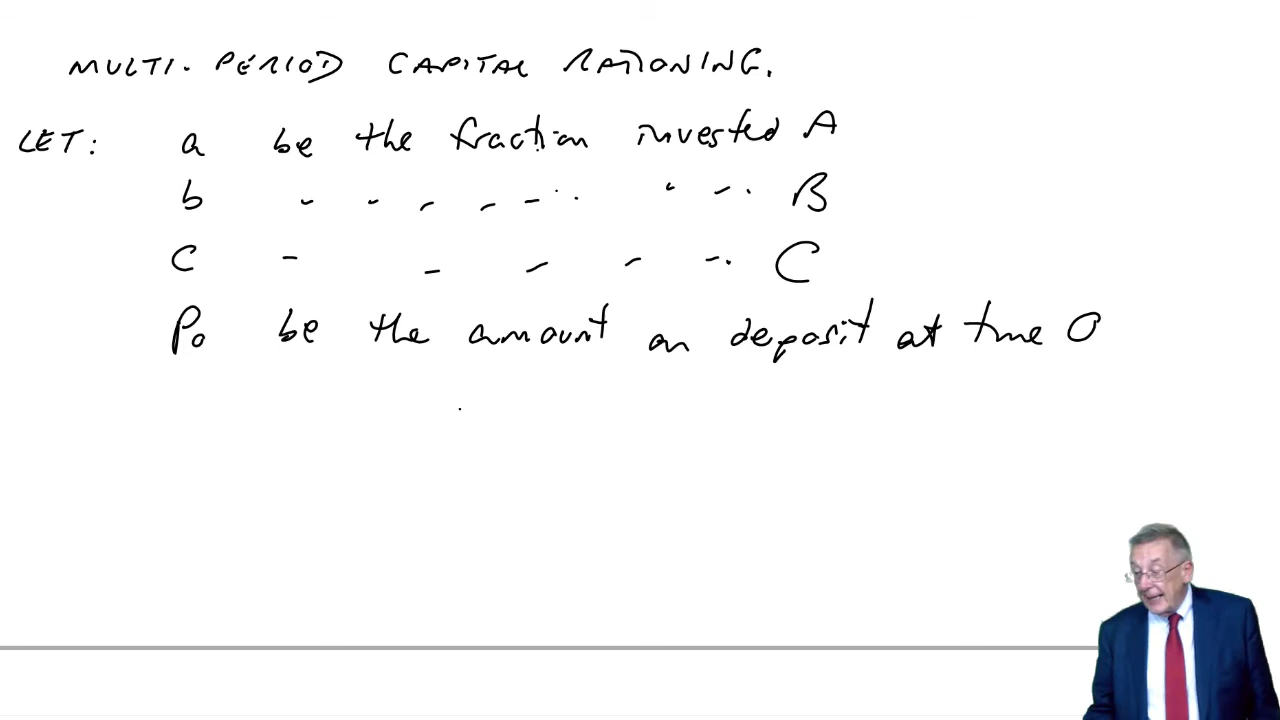 MULTI-PERIOD CAPITAL RATIONING.
LET: a be the fraction invested A
b " " " " " " " B
c " " " " " C
P0 be the amount on deposit at time 0